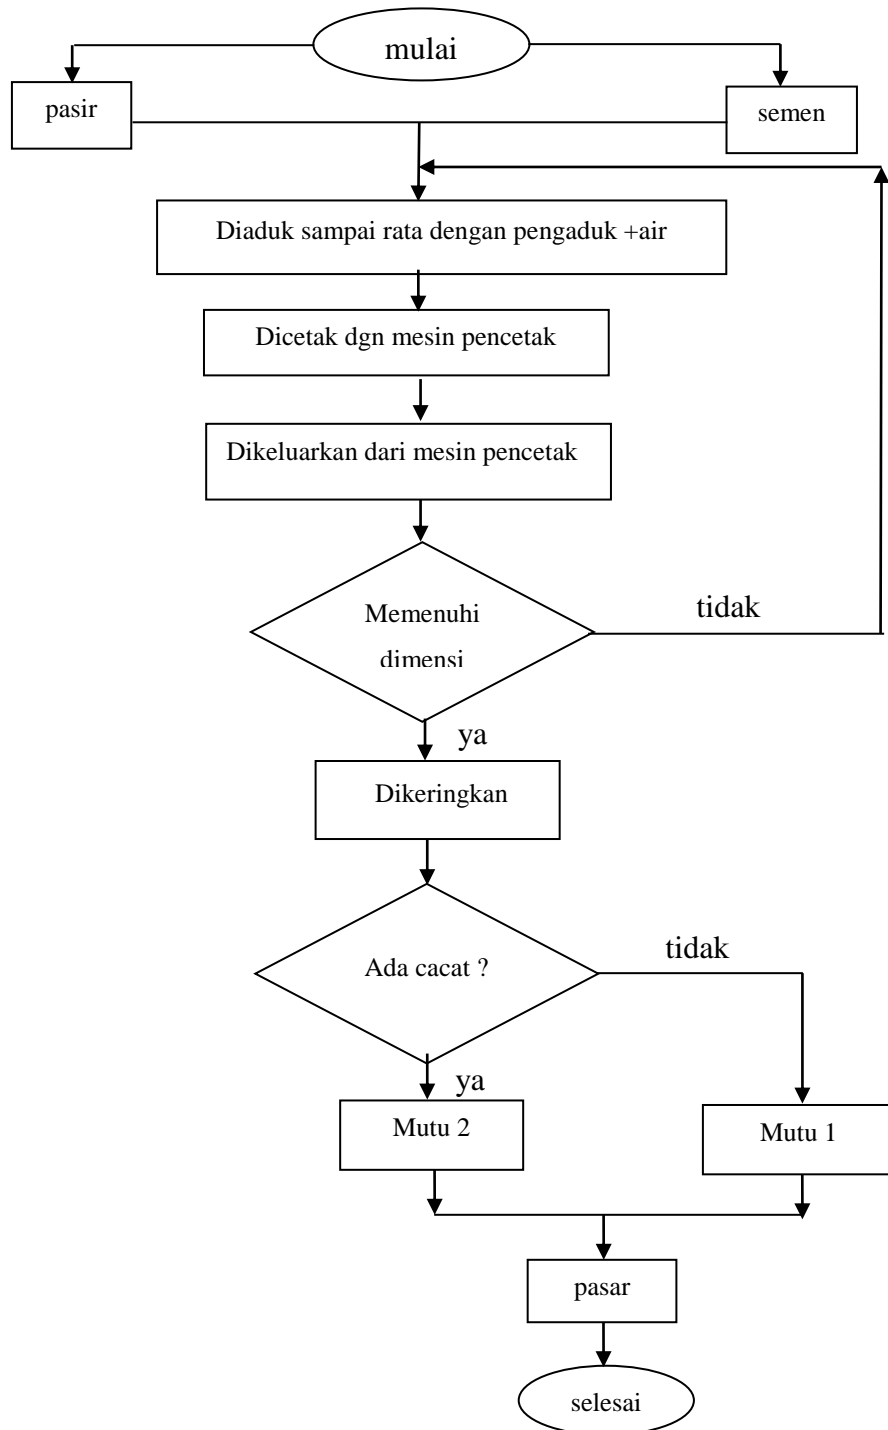 mulai
pasir
semen
Diaduk sampai rata dengan pengaduk +air
Dicetak dgn mesin pencetak
Dikeluarkan dari mesin pencetak
Memenuhi
dimensi
tidak
ya
Dikeringkan
Ada cacat ?
tidak
ya
Mutu 2
Mutu 1
pasar
selesai